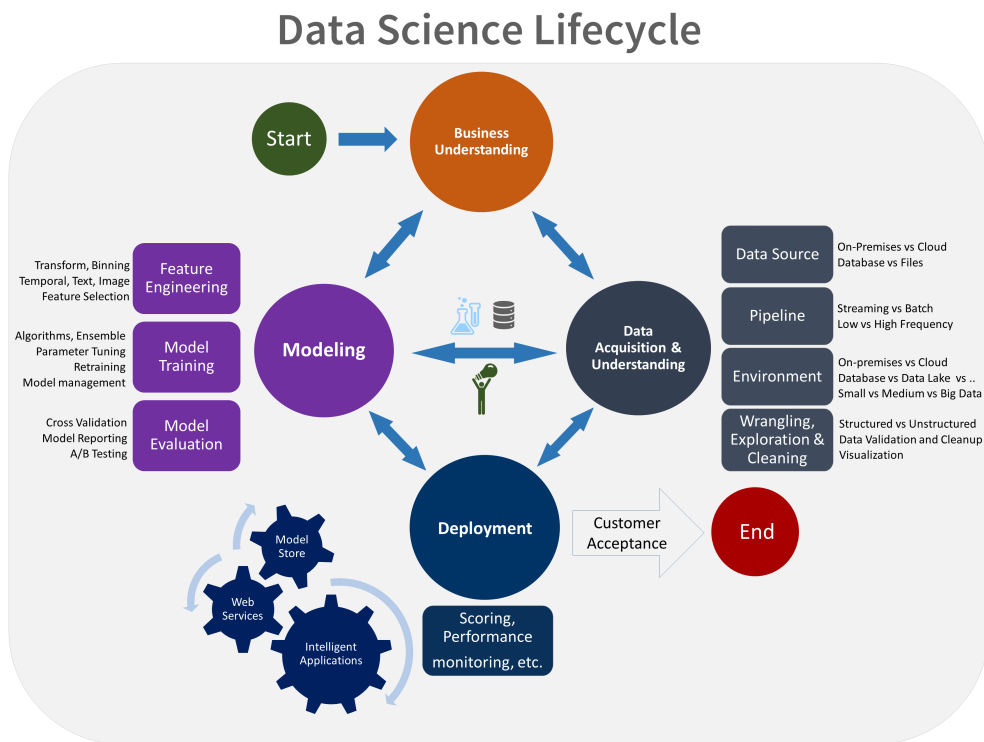 Data Science Lifecycle
Start
Business
Understanding
Transform, Binning
Temporal, Text, Image
Feature Selection
Feature
Engineering
Algorithms, Ensemble
Parameter Tuning
Retraining
Model management
Model
Training
Cross Validation
Model Reporting
A/B Testing
Model
Evaluation
Modeling
Data
Acquisition &
Understanding
Data Source
On-Premises vs Cloud
Database vs Files
Pipeline
Streaming vs Batch
Low vs High Frequency
Environment
On-premises vs Cloud
Database vs Data Lake vs ..
Small vs Medium vs Big Data
Wrangling,
Exploration &
Cleaning
Structured vs Unstructured
Data Validation and Cleanup
Visualization
Deployment
Customer
Acceptance
End
Model
Store
Web
Services
Intelligent
Applications
Scoring,
Performance
monitoring, etc.